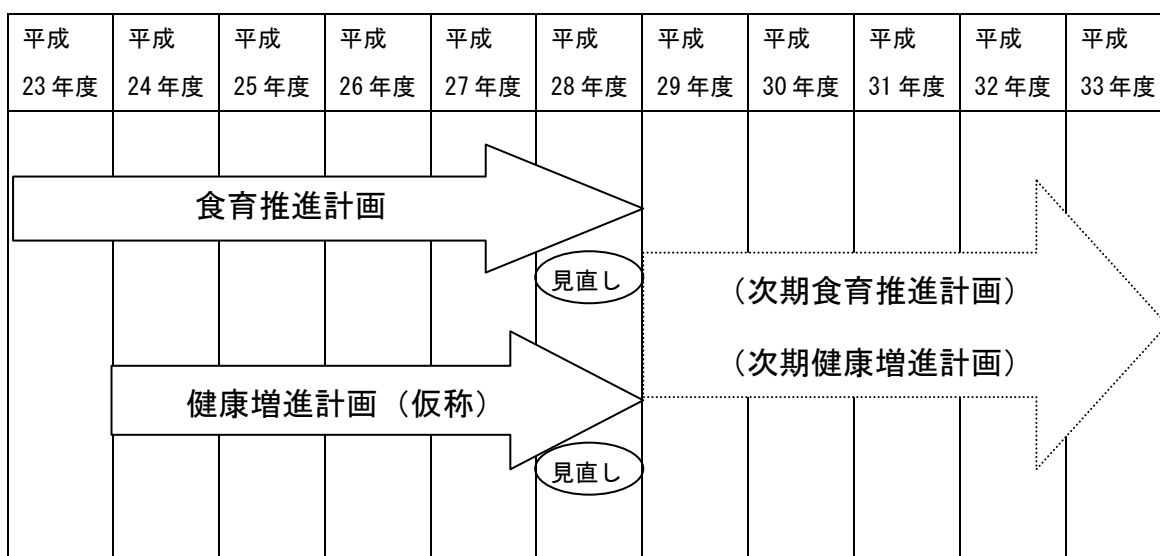 平成 平成 平成 平成 平成 平成 平成 平成 平成 平成 平成
23年度 24年度 25年度 26年度 27年度 28年度 29年度 30年度 31年度 32年度 33年度
食育推進計画
見直し
（次期食育推進計画）
（次期健康増進計画）
健康増進計画（仮称）
見直し